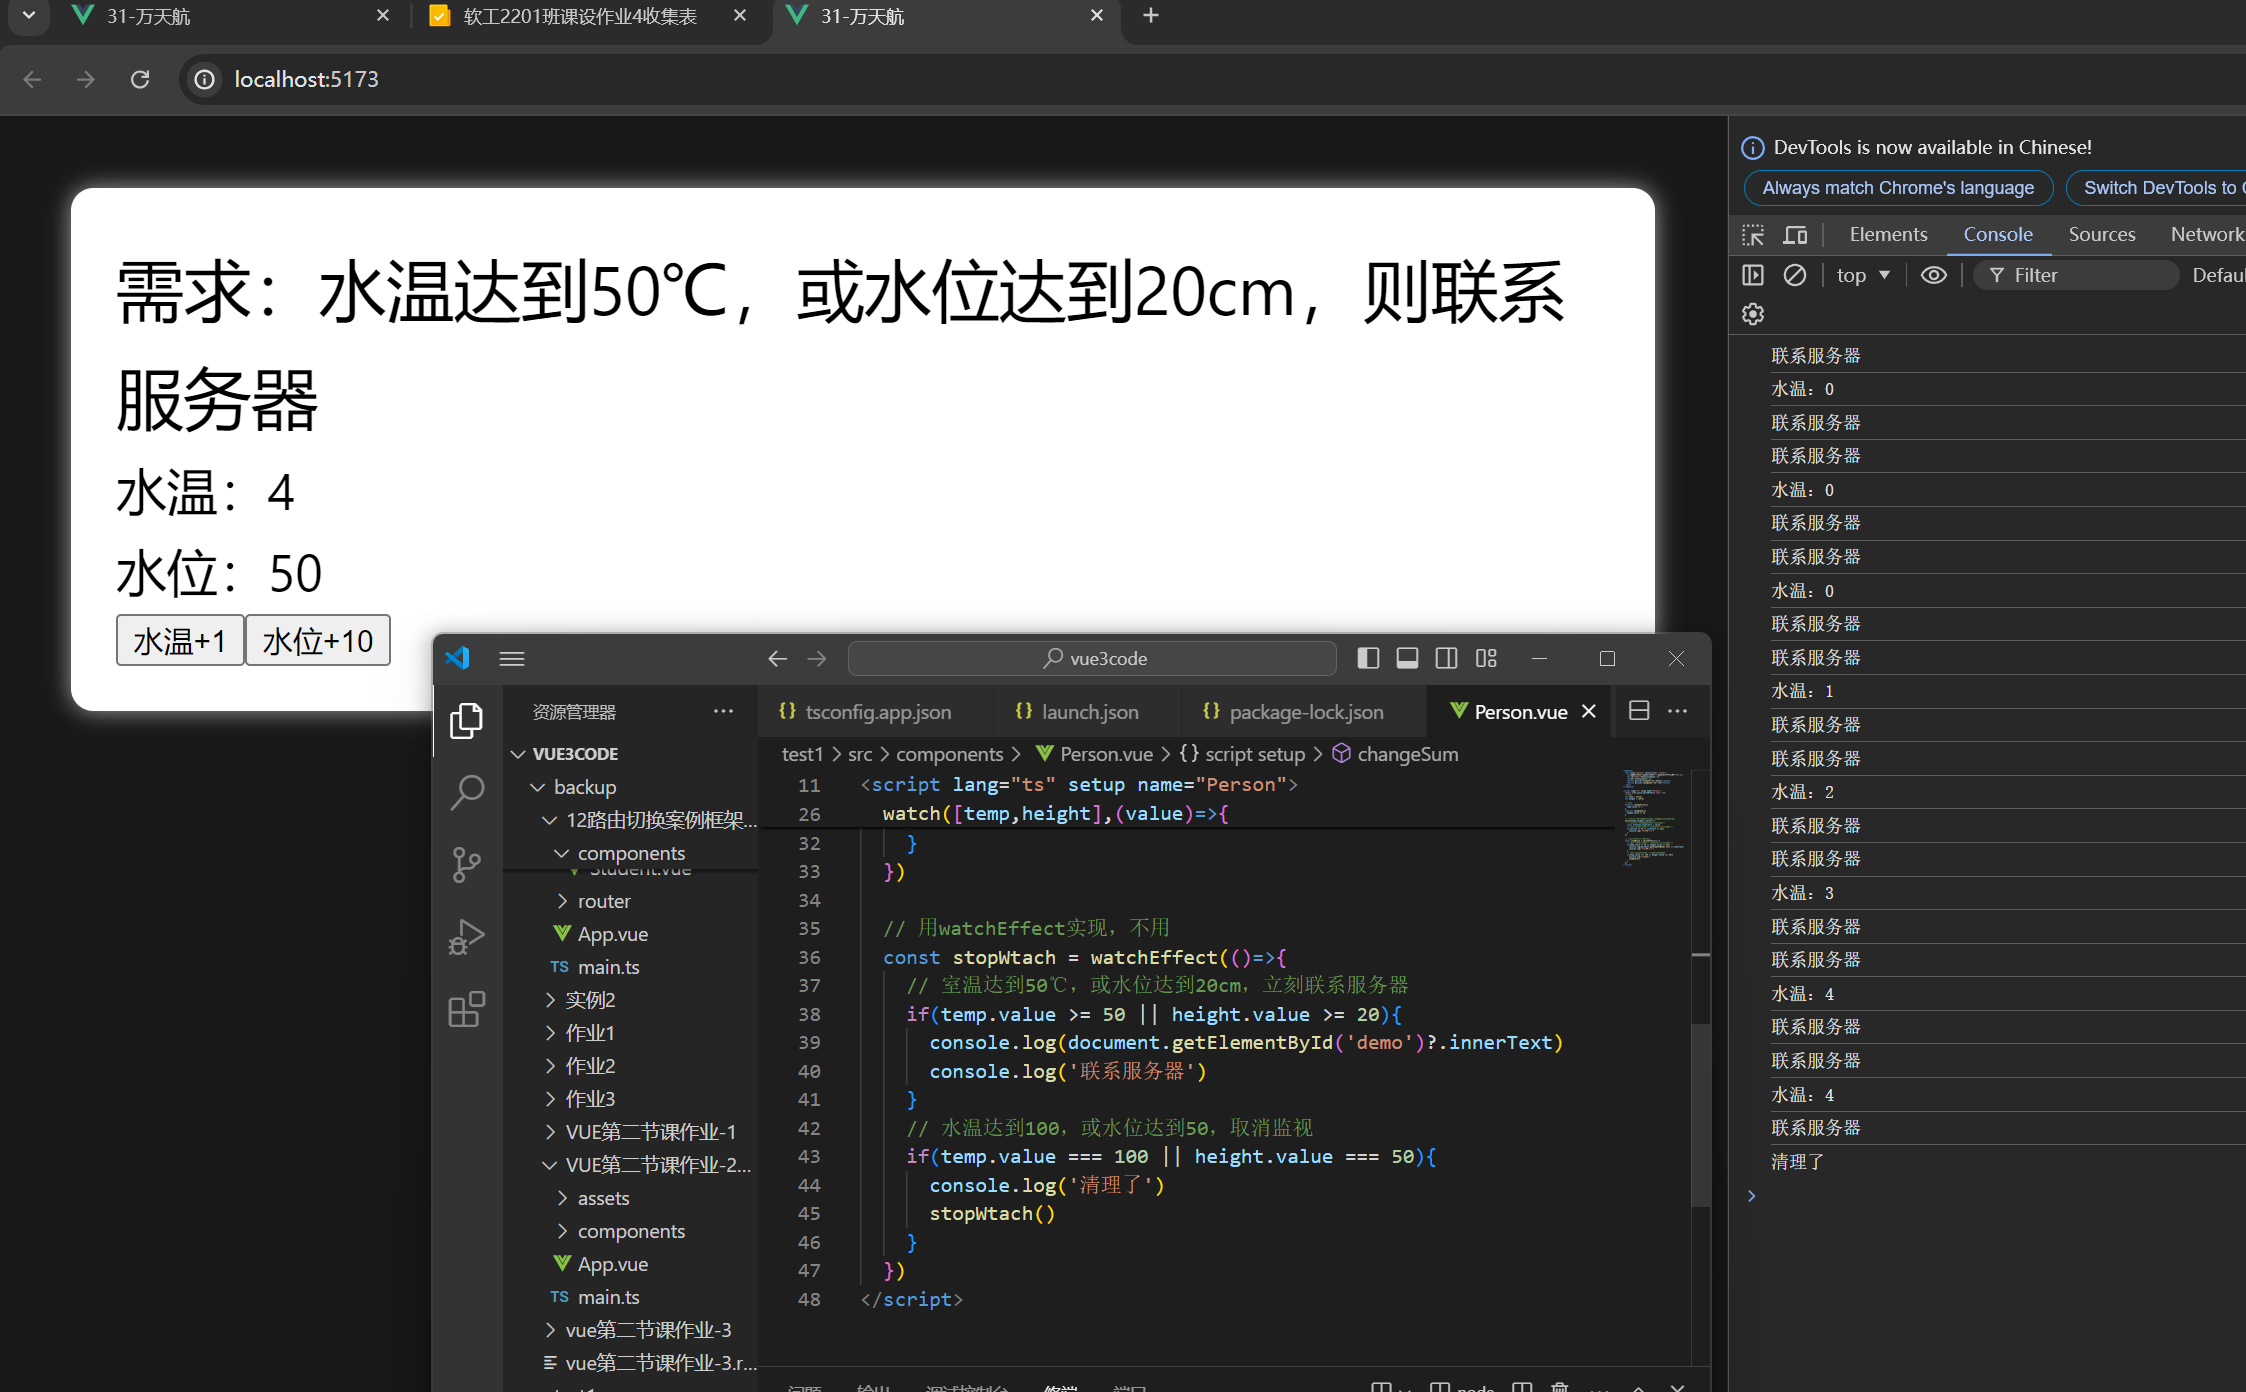 31-万天航
软工2201班课设作业4收集表
31-万天航
localhost:5173
需求：水温达到50℃，或水位达到20cm，则联系
服务器
水温：4
水位：50
水温+1 水位+10
DevTools is now available in Chinese!
Always match Chrome's language
Switch DevTools to
Elements Console Sources Network
top Filter
联系服务器
水温：0
联系服务器
联系服务器
水温：0
联系服务器
联系服务器
水温：0
联系服务器
联系服务器
水温：1
联系服务器
联系服务器
水温：2
联系服务器
联系服务器
水温：3
联系服务器
联系服务器
水温：4
联系服务器
联系服务器
水温：4
联系服务器
清理了
vue3code
资源管理器
VUE3CODE
backup
12路由切换案例框架...
components
Student.vue
router
App.vue
TS main.ts
实例2
作业1
作业2
作业3
VUE第二节课作业-1
VUE第二节课作业-2...
assets
components
App.vue
TS main.ts
vue第二节课作业-3
vue第二节课作业-3.r...
tsconfig.app.json
launch.json
package-lock.json
Person.vue
test1 > src > components > Person.vue > {} script setup > changeSum
11 <script lang="ts" setup name="Person">
26 watch([temp,height],(value)=>{
32 }
33 })
34
35 // 用watchEffect实现，不用
36 const stopWtach = watchEffect(()=>{
37 // 室温达到50℃，或水位达到20cm，立刻联系服务器
38 if(temp.value >= 50 || height.value >= 20){
39 console.log(document.getElementById('demo')?.innerText)
40 console.log('联系服务器')
41 }
42 // 水温达到100，或水位达到50，取消监视
43 if(temp.value === 100 || height.value === 50){
44 console.log('清理了')
45 stopWtach()
46 }
47 })
48 </script>